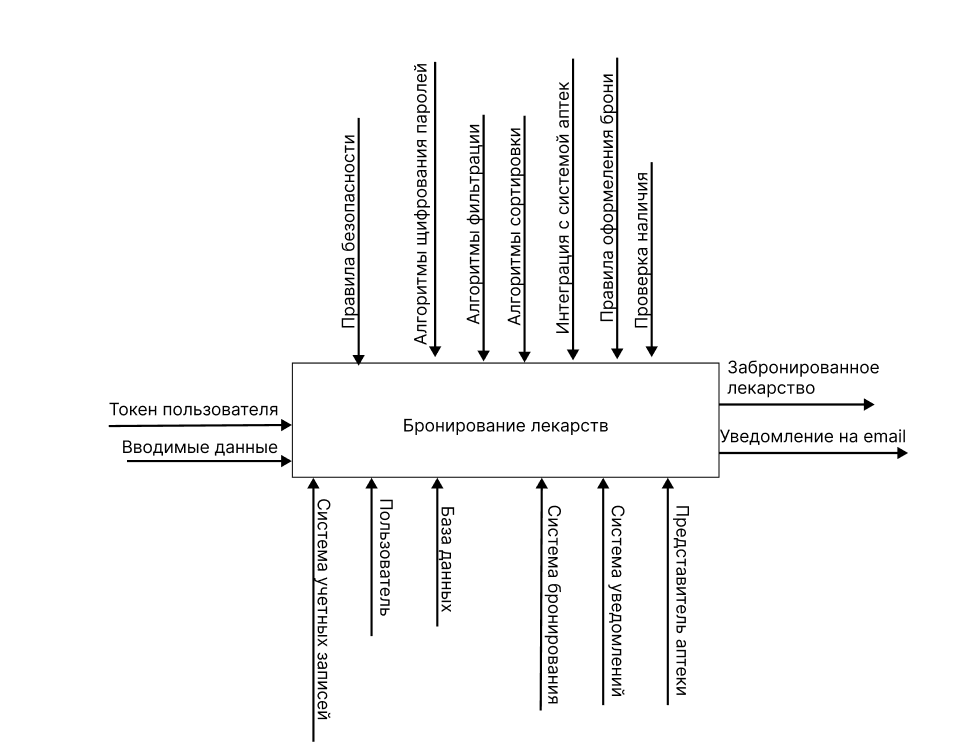 Правила безопасности
Алгоритмы щифрования паролей
Алгоритмы фильтрации
Алгоритмы сортировки
Интеграция с системой аптек
Правила оформеления брони
Проверка наличия
Токен пользователя
Вводимые данные
Бронирование лекарств
Забронированное
лекарство
Уведомление на email
Система учетных записей
Пользователь
База данных
Система бронирования
Система уведомлений
Представитель аптеки